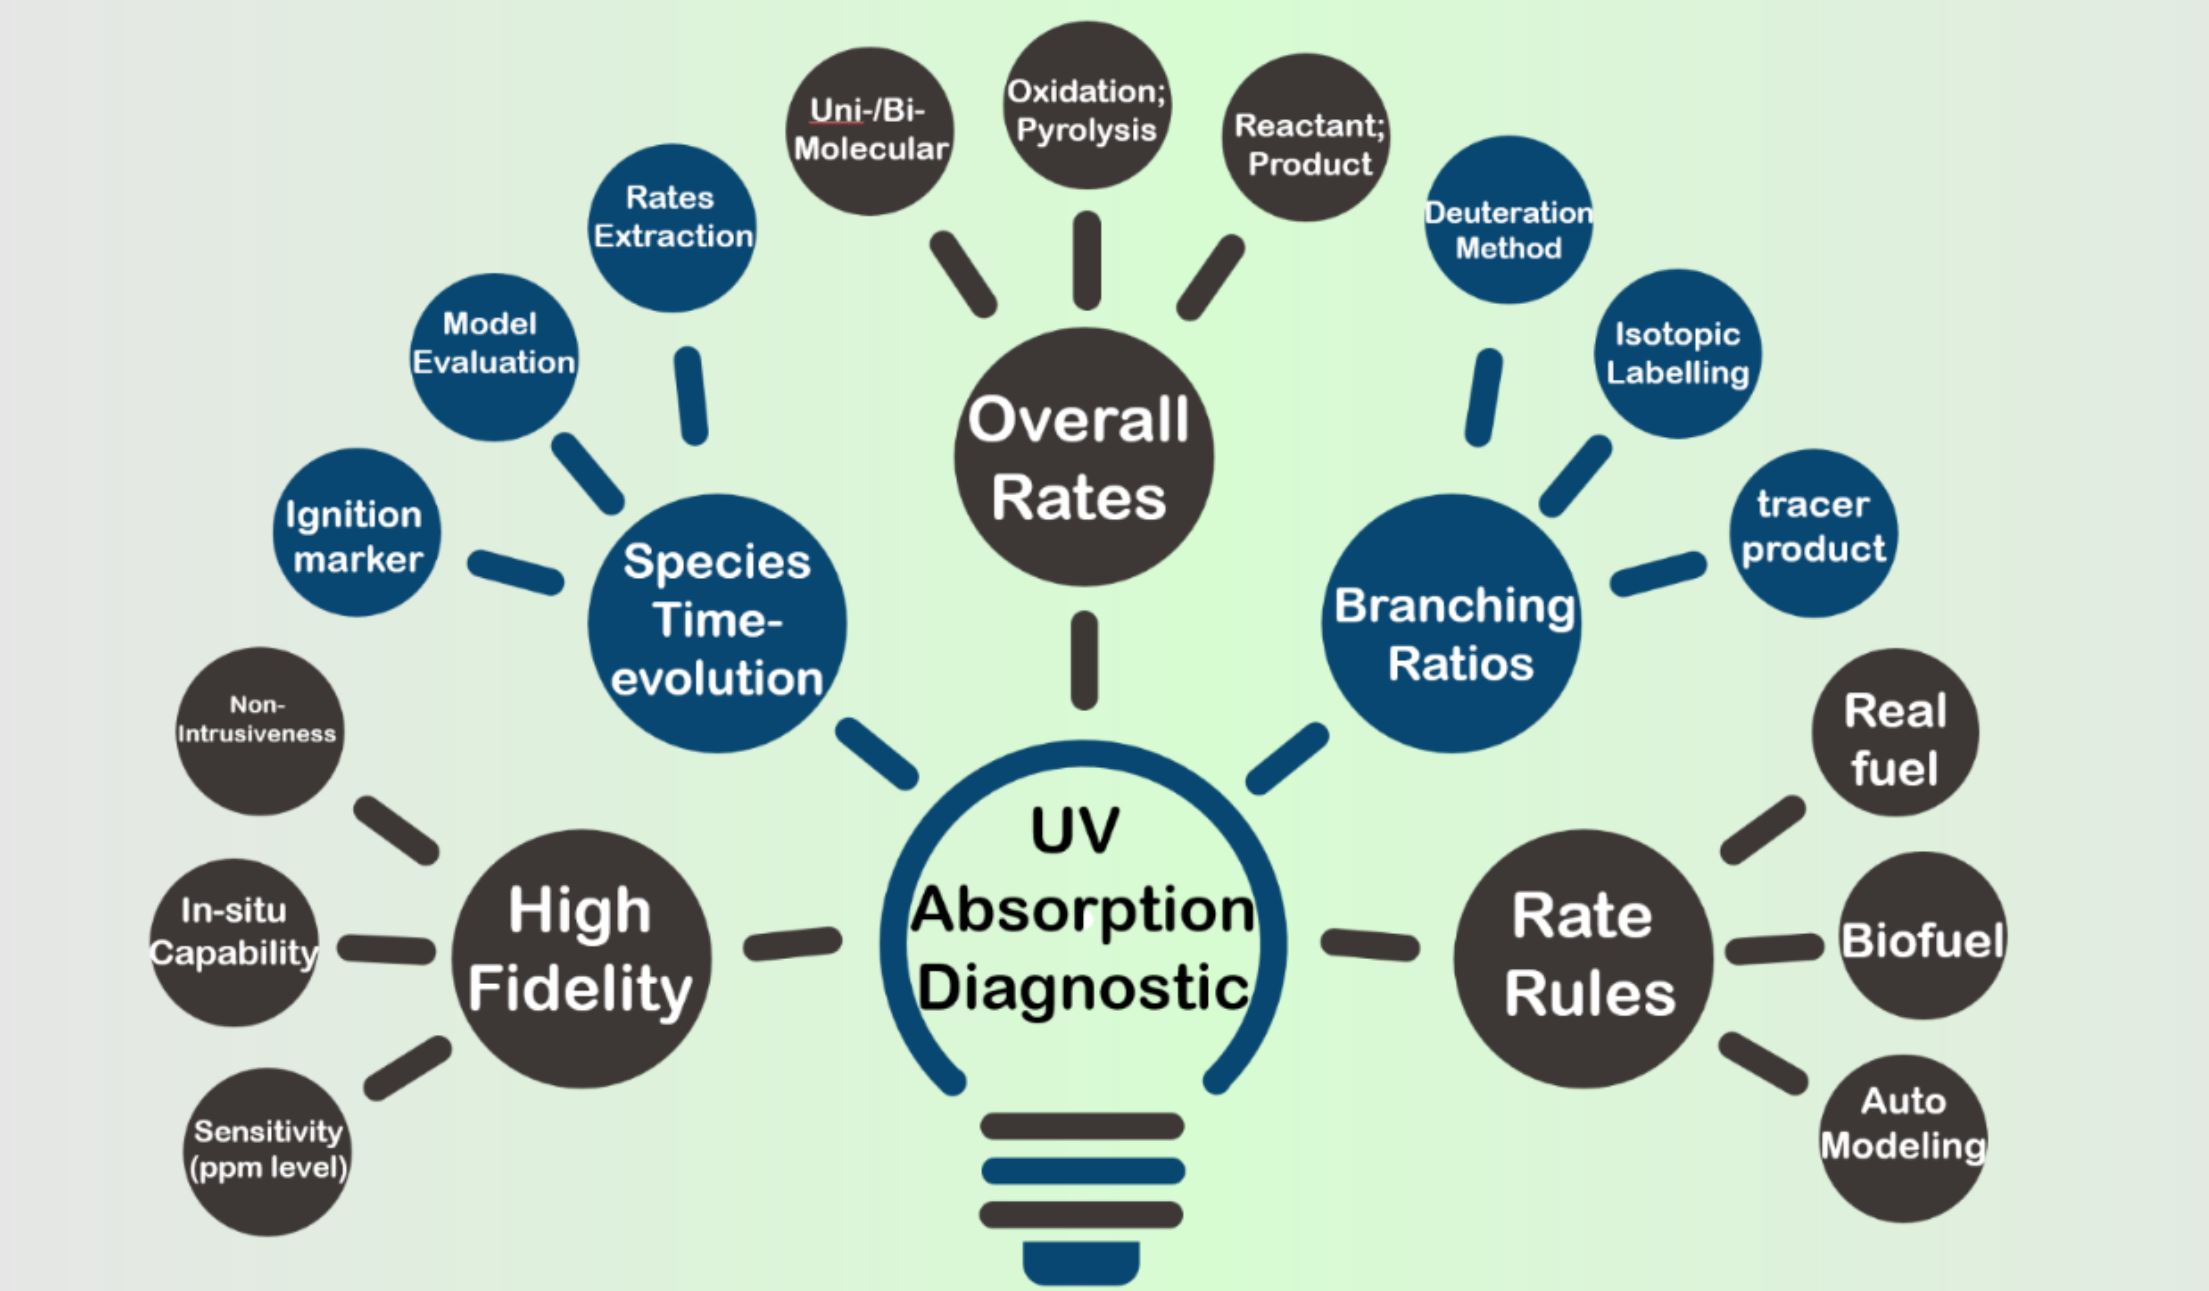 Uni-/Bi-
Molecular
Oxidation;
Pyrolysis
Reactant;
Product
Rates
Extraction
Deuteration
Method
Model
Evaluation
Isotopic
Labelling
Ignition
marker
tracer
product
Overall
Rates
Species
Time-
evolution
Branching
Ratios
Non-
Intrusiveness
In-situ
Capability
Sensitivity
(ppm level)
High
Fidelity
UV
Absorption
Diagnostic
Rate
Rules
Real
fuel
Biofuel
Auto
Modeling